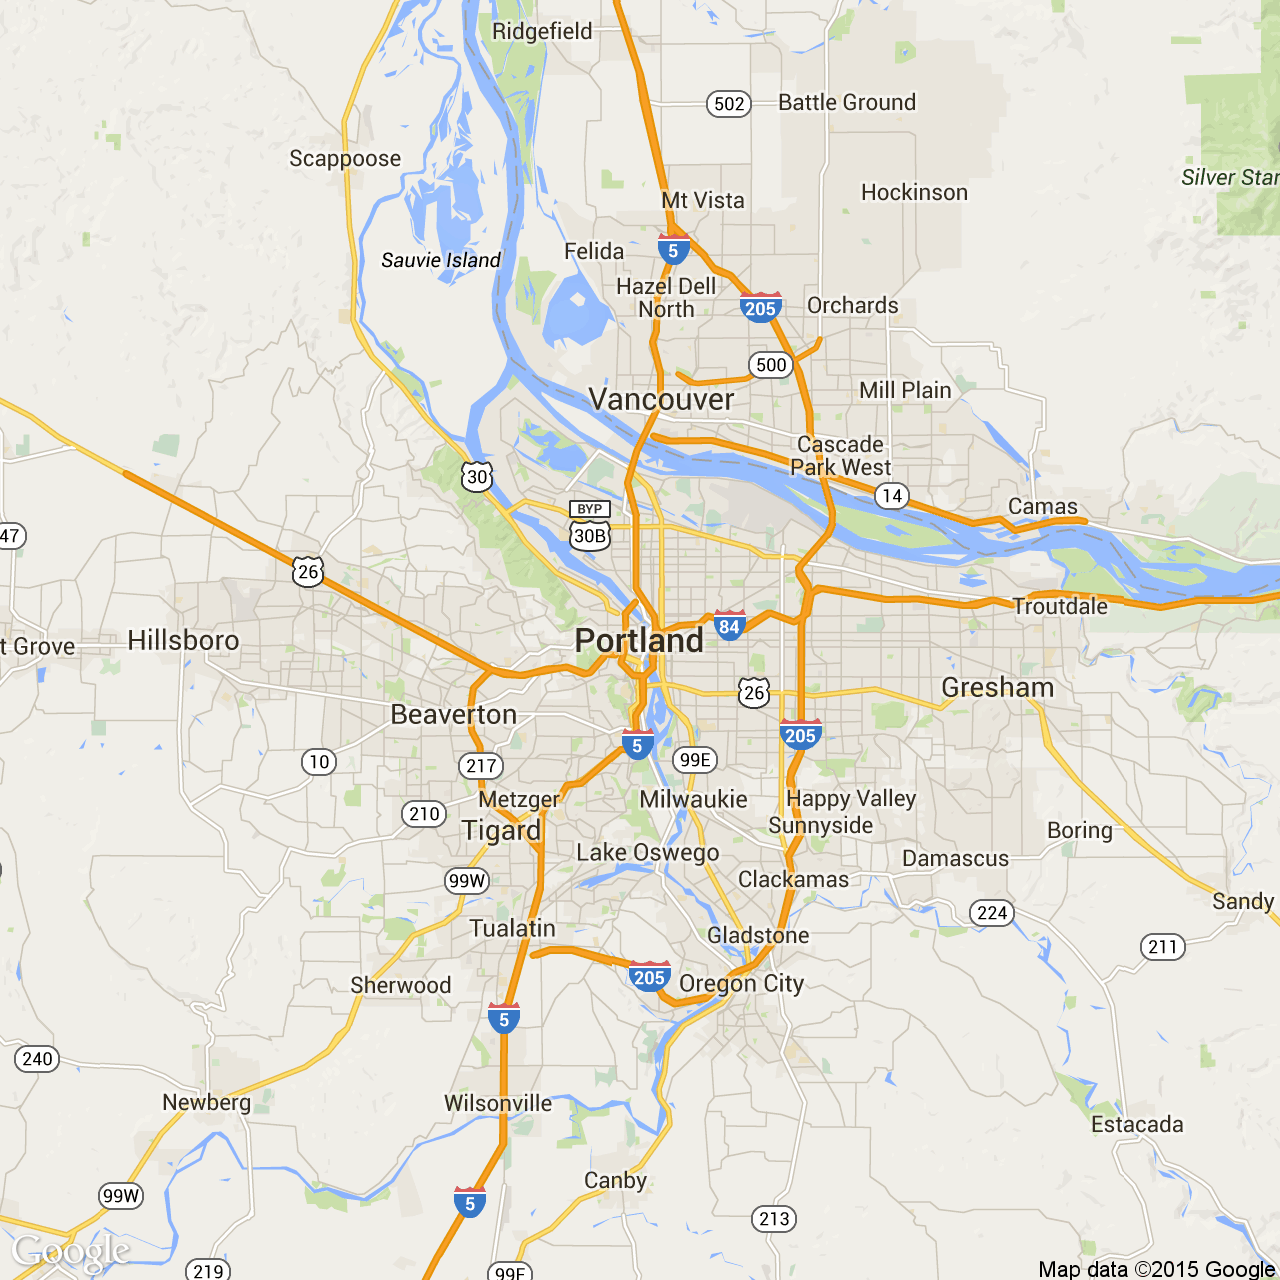 Ridgefield
502
Battle Ground
Scappoose
Silver Star
Hockinson
Mt Vista
Felida
5
Sauvie Island
Hazel Dell
North
205
Orchards
500
Mill Plain
Vancouver
Cascade
Park West
30
14
Camas
BYP
30B
47
26
Troutdale
84
Hillsboro
Portland
t Grove
26
Gresham
Beaverton
205
5
99E
10
217
Metzger
Milwaukie
Happy Valley
210
Tigard
Sunnyside
Boring
Lake Oswego
Damascus
99W
Clackamas
Sandy
224
Tualatin
Gladstone
211
205
Sherwood
Oregon City
5
240
Newberg
Wilsonville
Estacada
Canby
99W
5
213
Google
219
99E
Map data ©2015 Google